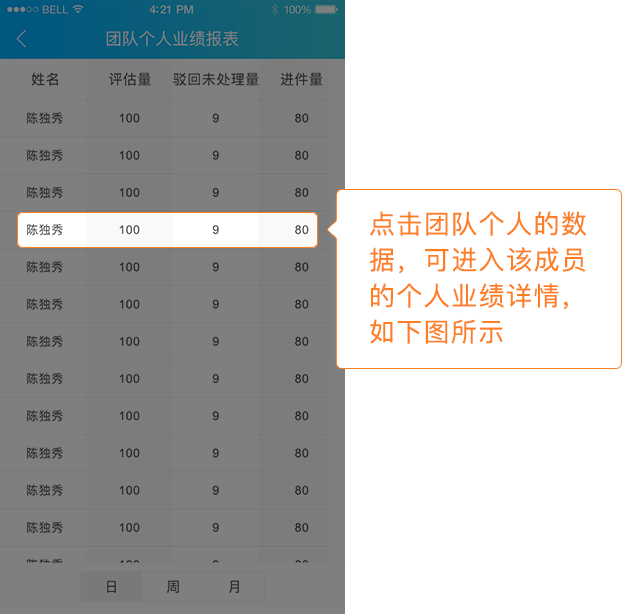 BELL 4:21 PM 100%
团队个人业绩报表
姓名 评估量 驳回未处理量 进件量
陈独秀 100 9 80
陈独秀 100 9 80
陈独秀 100 9 80
陈独秀 100 9 80
陈独秀 100 9 80
陈独秀 100 9 80
陈独秀 100 9 80
陈独秀 100 9 80
陈独秀 100 9 80
陈独秀 100 9 80
陈独秀 100 9 80
陈独秀 100 9 80
日 周 月
点击团队个人的数
据，可进入该成员
的个人业绩详情，
如下图所示